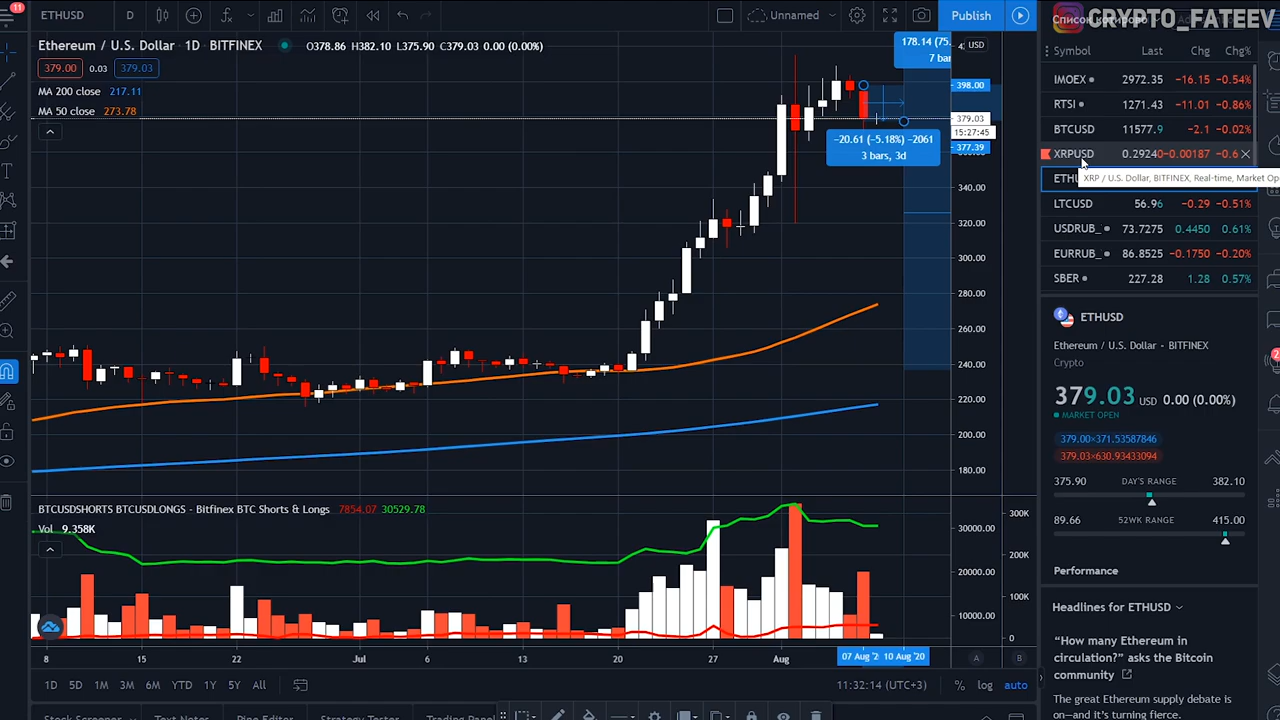 11
ETHUSD
D
Unnamed
Publish
CRYPTO_FATEEV
Список котирово
Ethereum / U.S. Dollar · 1D · BITFINEX
O378.86 H382.10 L375.90 C379.03 0.00 (0.00%)
379.00 0.03 379.03
MA 200 close 217.11
MA 50 close 273.78
178.14 (75.
7 bar
USD
398.00
379.03
15:27:45
377.39
−20.61 (−5.18%) −2061
3 bars, 3d
340.00
320.00
300.00
280.00
260.00
240.00
220.00
200.00
180.00
Symbol Last Chg Chg%
IMOEX 2972.35 −16.15 −0.54%
RTSI 1271.43 −11.01 −0.86%
BTCUSD 11577.9 −2.1 −0.02%
XRPUSD 0.29240 −0.00187 −0.6
ETHU
XRP / U.S. Dollar, BITFINEX, Real-time, Market Op
LTCUSD 56.96 −0.29 −0.51%
USDRUB_ 73.7275 0.4450 0.61%
EURRUB_ 86.8525 −0.1750 −0.20%
SBER 227.28 1.28 0.57%
ETHUSD
Ethereum / U.S. Dollar - BITFINEX
Crypto
379.03 USD 0.00 (0.00%)
MARKET OPEN
379.00×371.53587846
379.03×630.93433094
375.90 DAY'S RANGE 382.10
89.66 52WK RANGE 415.00
Performance
Headlines for ETHUSD
“How many Ethereum in
circulation?” asks the Bitcoin
community
The great Ethereum supply debate is
on—and it's turning fierce.
BTCUSDSHORTS BTCUSDLONGS - Bitfinex BTC Shorts & Longs 7854.07 30529.78
Vol 9.358K
30000.00 300K
200K
20000.00
100K
10000.00
0
8 15 22 Jul 6 13 20 27 Aug 07 Aug '2 10 Aug '20
A B
1D 5D 1M 3M 6M YTD 1Y 5Y All
11:32:14 (UTC+3) % log auto
Stock Screener Text Notes Pine Editor Strategy Tester Trading Panel